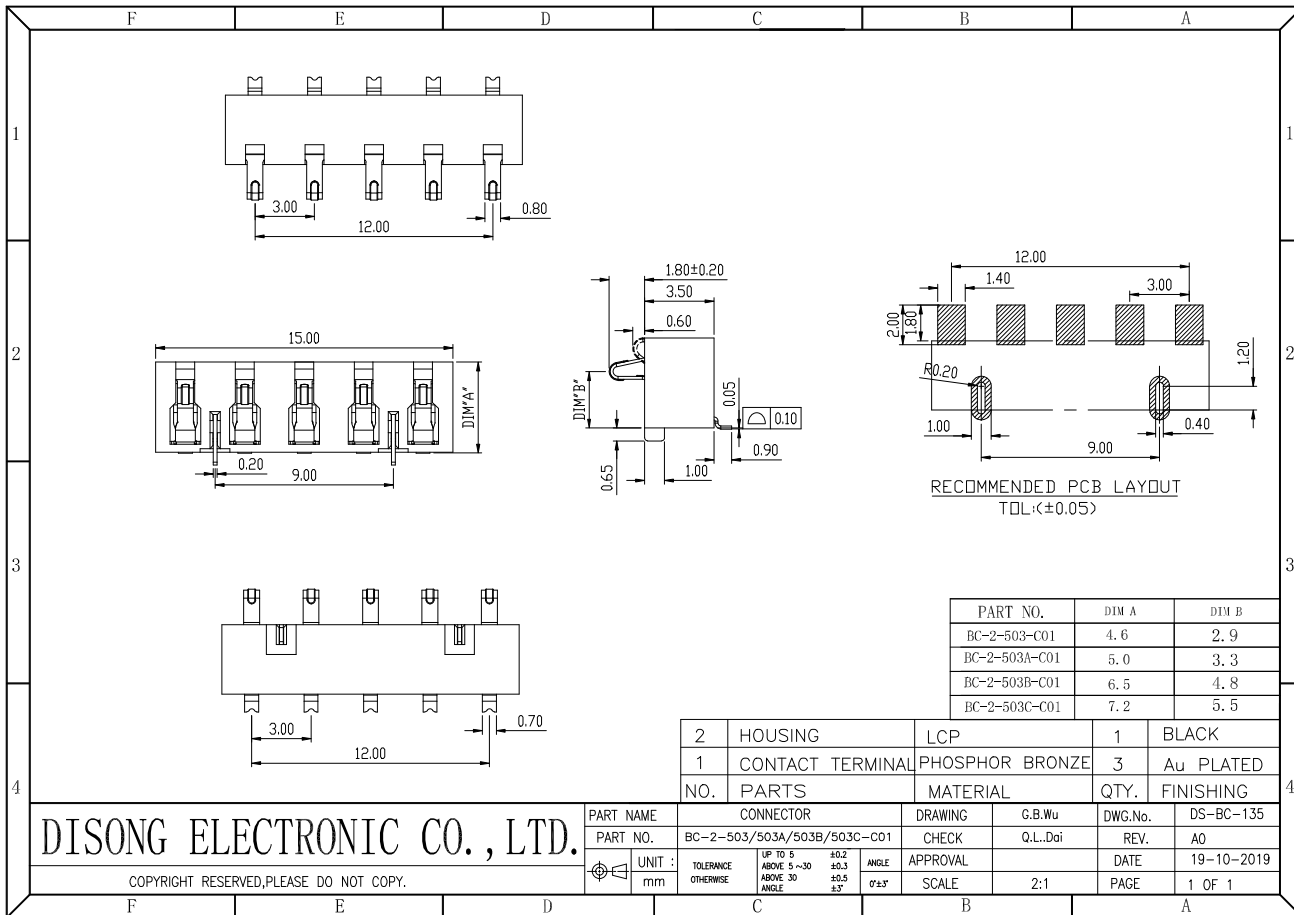 F E D C B A
1 1
3.00
12.00
0.80
1.80±0.20
3.50
0.60
12.00
1.40
3.00
2.00
1.80
15.00
2 2
DIM"A"
DIM"B"
0.05
0.10
R0.20
1.20
0.20
9.00
0.65
1.00
0.90
1.00
0.40
9.00
RECOMMENDED PCB LAYOUT
TOL:(±0.05)
3 3
PART NO. DIM A DIM B
BC-2-503-C01 4.6 2.9
BC-2-503A-C01 5.0 3.3
BC-2-503B-C01 6.5 4.8
BC-2-503C-C01 7.2 5.5
3.00
0.70
12.00
2 HOUSING LCP 1 BLACK
1 CONTACT TERMINAL PHOSPHOR BRONZE 3 Au PLATED
NO. PARTS MATERIAL QTY. FINISHING
4 4
DISONG ELECTRONIC CO.,LTD.
COPYRIGHT RESERVED,PLEASE DO NOT COPY.
PART NAME CONNECTOR DRAWING G.B.Wu DWG.No. DS-BC-135
PART NO. BC-2-503/503A/503B/503C-C01 CHECK Q.L..Dai REV. A0
UNIT : mm
TOLERANCE OTHERWISE
UP TO 5 ±0.2
ABOVE 5~30 ±0.3
ABOVE 30 ±0.5
ANGLE ±3°
ANGLE 0°±3°
APPROVAL DATE 19-10-2019
SCALE 2:1 PAGE 1 OF 1
F E D C B A